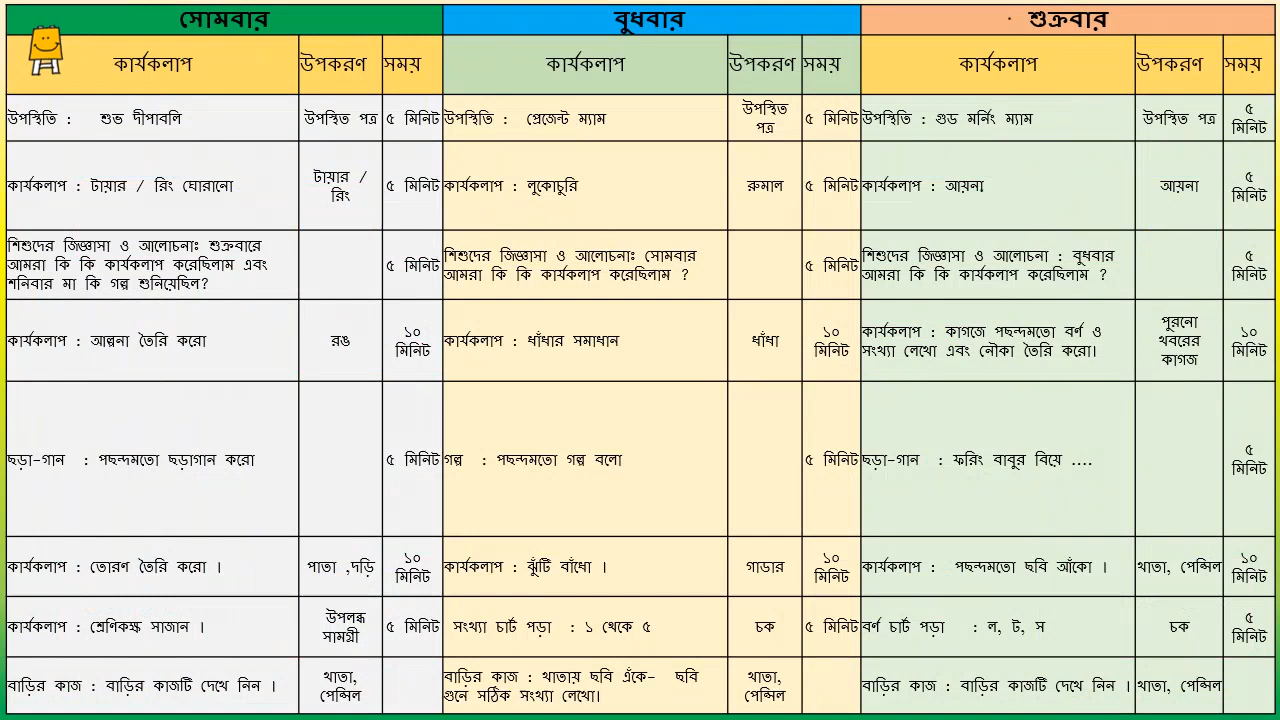 সোমবার বুধবার শুক্রবার
কার্যকলাপ উপকরণ সময় কার্যকলাপ উপকরণ সময় কার্যকলাপ উপকরণ সময়
উপস্থিতি : শুভ দীপাবলি উপস্থিত পত্র ৫ মিনিট উপস্থিতি : প্রেজেন্ট ম্যাম উপস্থিত পত্র ৫ মিনিট উপস্থিতি : গুড মর্নিং ম্যাম উপস্থিত পত্র ৫ মিনিট
কার্যকলাপ : টায়ার / রিং ঘোরানো টায়ার / রিং ৫ মিনিট কার্যকলাপ : লুকোচুরি রুমাল ৫ মিনিট কার্যকলাপ : আয়না আয়না ৫ মিনিট
শিশুদের জিজ্ঞাসা ও আলোচনাঃ শুক্রবারে
আমরা কি কি কার্যকলাপ করেছিলাম এবং
শনিবার মা কি গল্প শুনিয়েছিল?
৫ মিনিট
শিশুদের জিজ্ঞাসা ও আলোচনাঃ সোমবার
আমরা কি কি কার্যকলাপ করেছিলাম ?
৫ মিনিট
শিশুদের জিজ্ঞাসা ও আলোচনা : বুধবার
আমরা কি কি কার্যকলাপ করেছিলাম ?
৫ মিনিট
কার্যকলাপ : আল্পনা তৈরি করো রঙ ১০ মিনিট কার্যকলাপ : ধাঁধার সমাধান ধাঁধা ১০ মিনিট
কার্যকলাপ : কাগজে পছন্দমতো বর্ণ ও
সংখ্যা লেখো এবং নৌকা তৈরি করো।
পুরনো
খবরের
কাগজ
১০ মিনিট
ছড়া-গান : পছন্দমতো ছড়াগান করো ৫ মিনিট গল্প : পছন্দমতো গল্প বলো ৫ মিনিট ছড়া-গান : ফরিং বাবুর বিয়ে .... ৫ মিনিট
কার্যকলাপ : তোরণ তৈরি করো । পাতা ,দড়ি ১০ মিনিট কার্যকলাপ : ঝুঁটি বাঁধো । গাডার ১০ মিনিট কার্যকলাপ : পছন্দমতো ছবি আঁকো । খাতা, পেন্সিল ১০ মিনিট
কার্যকলাপ : শ্রেণিকক্ষ সাজান । উপলব্ধ সামগ্রী ৫ মিনিট সংখ্যা চার্ট পড়া : ১ থেকে ৫ চক ৫ মিনিট বর্ণ চার্ট পড়া : ল, ট, স চক ৫ মিনিট
বাড়ির কাজ : বাড়ির কাজটি দেখে নিন । খাতা, পেন্সিল
বাড়ির কাজ : খাতায় ছবি এঁকে- ছবি
গুনে সঠিক সংখ্যা লেখো।
খাতা, পেন্সিল
বাড়ির কাজ : বাড়ির কাজটি দেখে নিন । খাতা, পেন্সিল